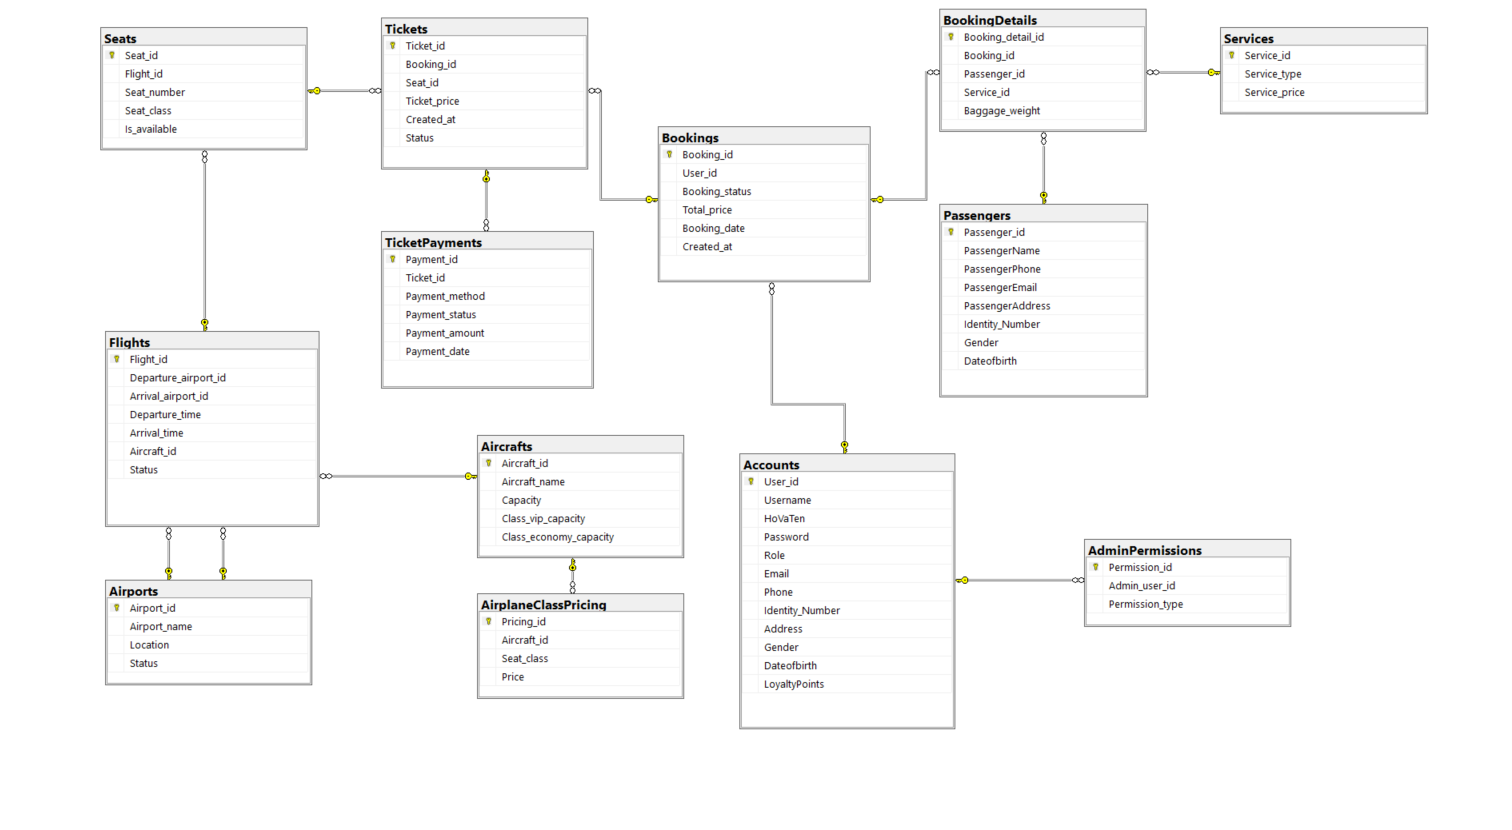 Seats
Seat_id
Flight_id
Seat_number
Seat_class
Is_available
Tickets
Ticket_id
Booking_id
Seat_id
Ticket_price
Created_at
Status
BookingDetails
Booking_detail_id
Booking_id
Passenger_id
Service_id
Baggage_weight
Services
Service_id
Service_type
Service_price
Bookings
Booking_id
User_id
Booking_status
Total_price
Booking_date
Created_at
TicketPayments
Payment_id
Ticket_id
Payment_method
Payment_status
Payment_amount
Payment_date
Passengers
Passenger_id
PassengerName
PassengerPhone
PassengerEmail
PassengerAddress
Identity_Number
Gender
Dateofbirth
Flights
Flight_id
Departure_airport_id
Arrival_airport_id
Departure_time
Arrival_time
Aircraft_id
Status
Aircrafts
Aircraft_id
Aircraft_name
Capacity
Class_vip_capacity
Class_economy_capacity
Accounts
User_id
Username
HoVaTen
Password
Role
Email
Phone
Identity_Number
Address
Gender
Dateofbirth
LoyaltyPoints
AdminPermissions
Permission_id
Admin_user_id
Permission_type
Airports
Airport_id
Airport_name
Location
Status
AirplaneClassPricing
Pricing_id
Aircraft_id
Seat_class
Price